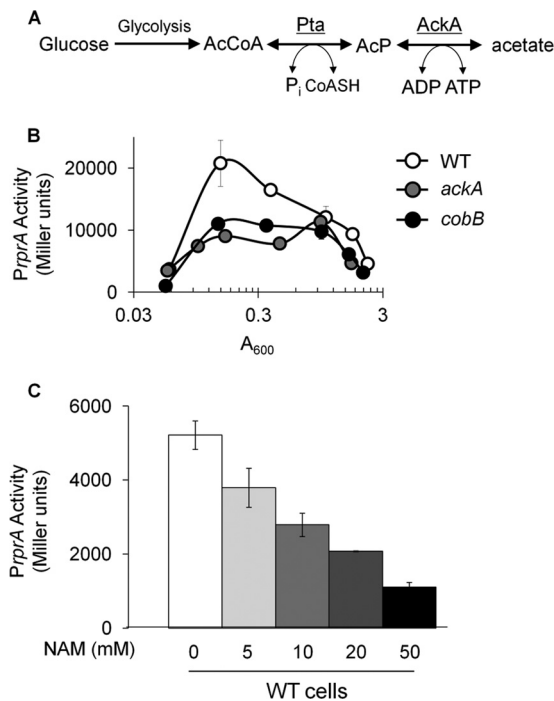 A
Glycolysis
Pta
AckA
Glucose AcCoA AcP acetate
Pi CoASH
ADP ATP
B
PrprA Activity
(Miller units)
20000
10000
0
0.03 0.3 3
A600
WT
ackA
cobB
C
PrprA Activity
(Miller units)
6000
4000
2000
0
NAM (mM) 0 5 10 20 50
WT cells